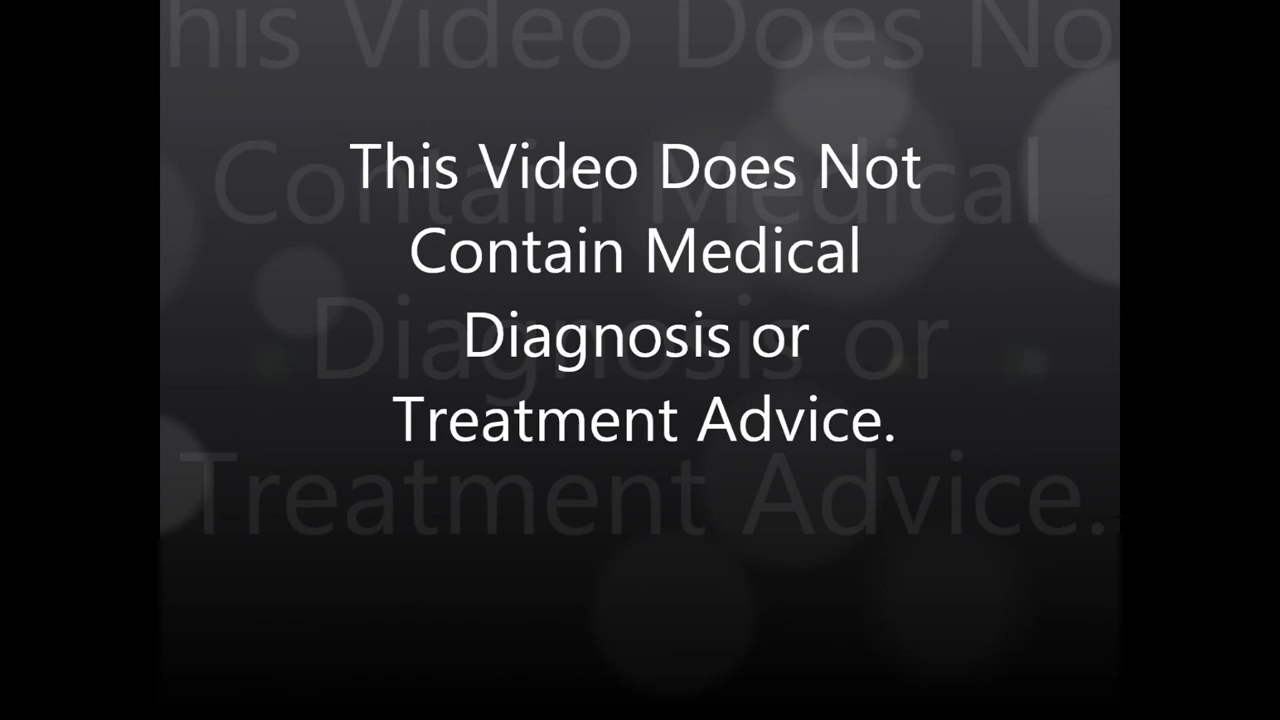 This Video Does Not
Contain Medical
Diagnosis or
Treatment Advice.